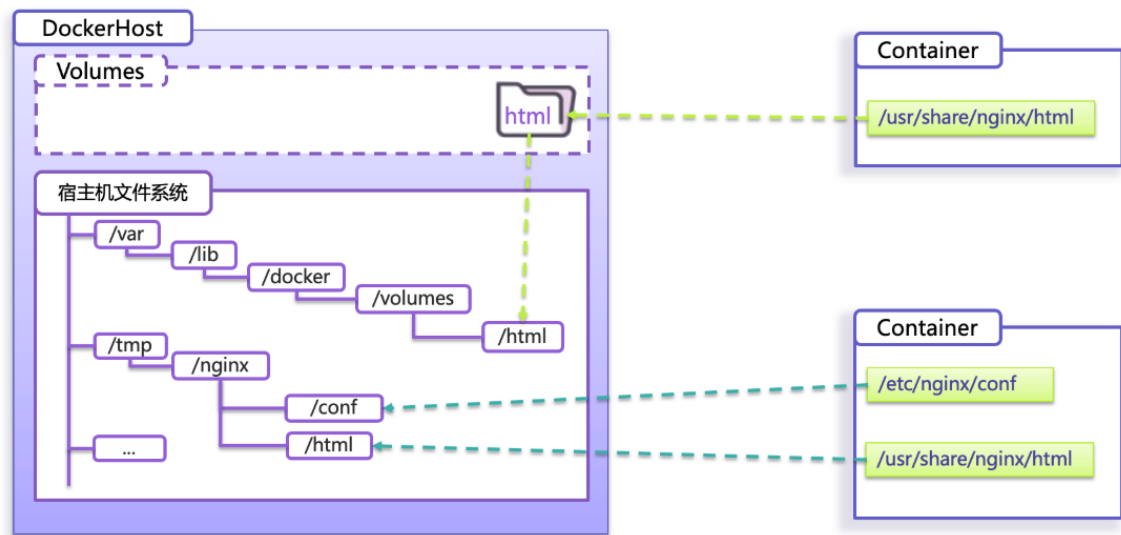 DockerHost
Volumes
html
宿主机文件系统
/var
/lib
/docker
/volumes
/html
/tmp
/nginx
/conf
/html
...
Container
/usr/share/nginx/html
Container
/etc/nginx/conf
/usr/share/nginx/html